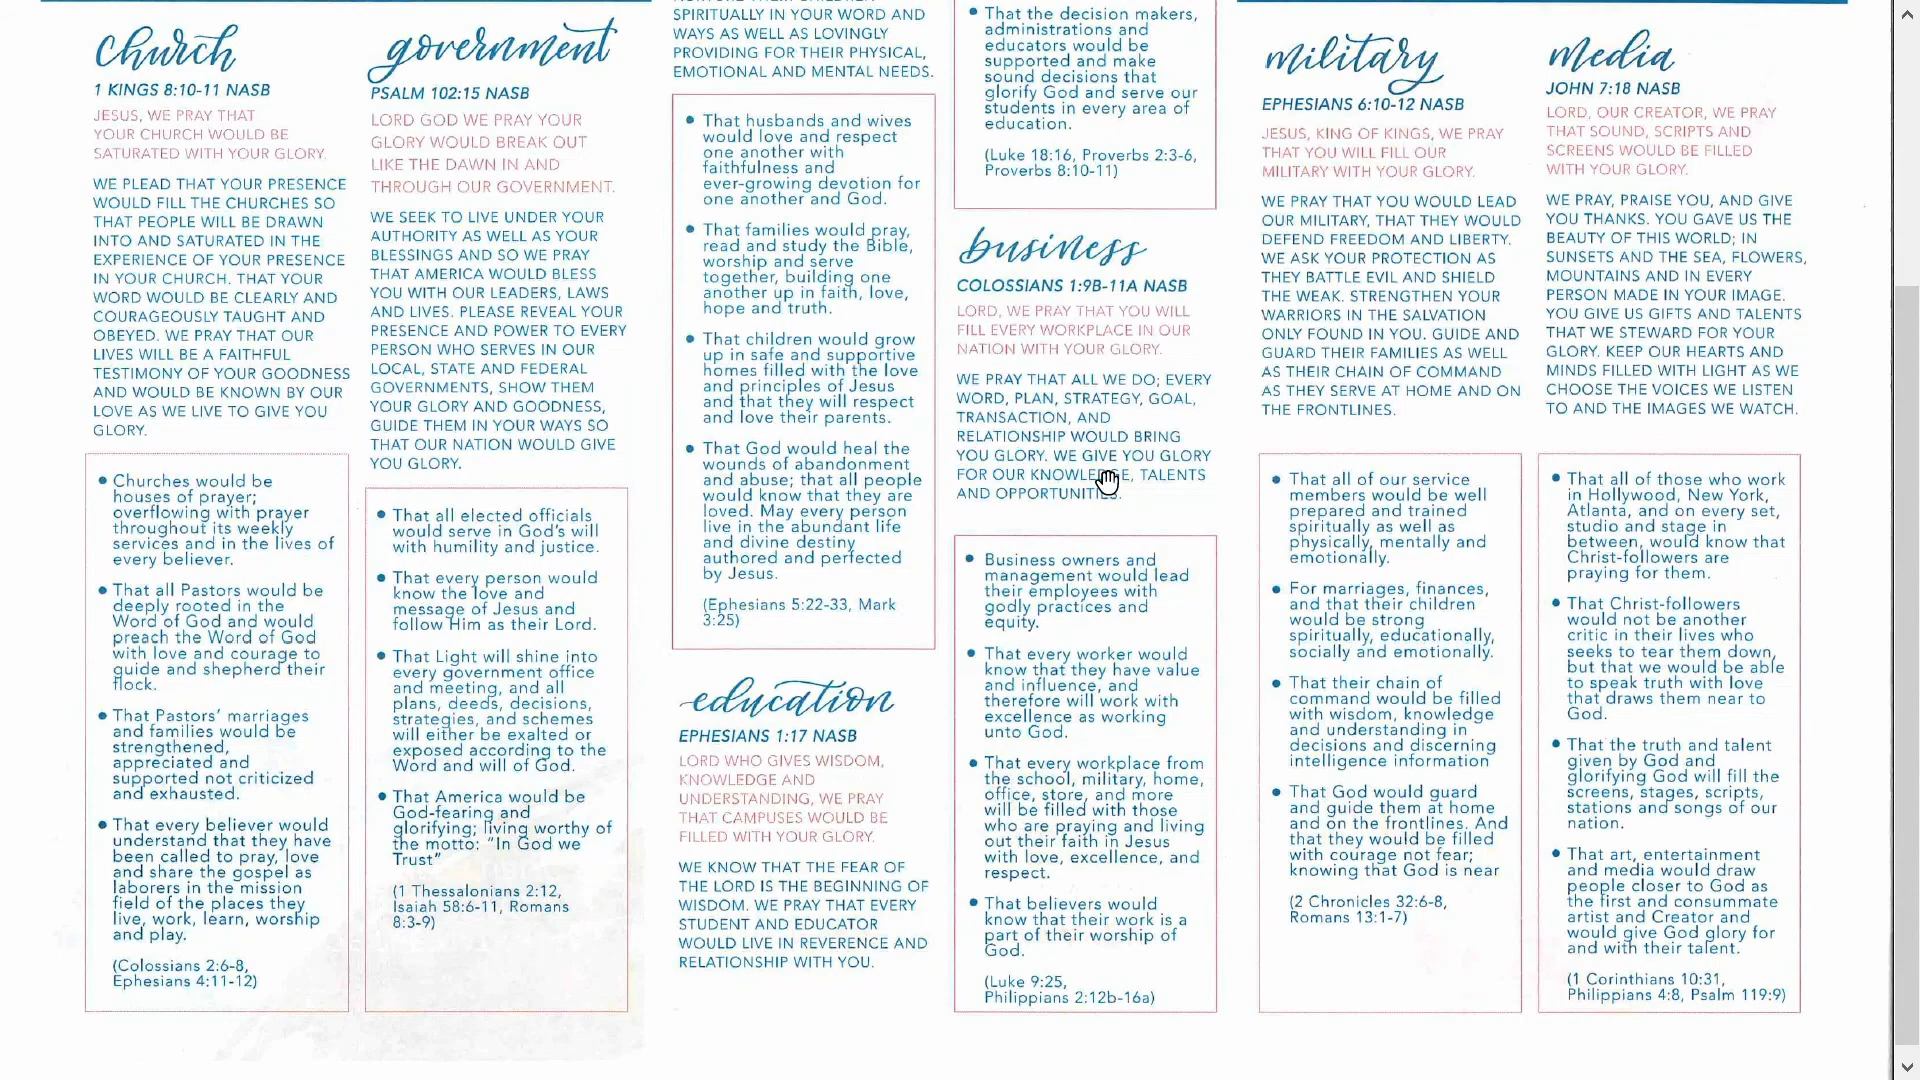 church
1 KINGS 8:10-11 NASB
JESUS, WE PRAY THAT
YOUR CHURCH WOULD BE
SATURATED WITH YOUR GLORY.
WE PLEAD THAT YOUR PRESENCE
WOULD FILL THE CHURCHES SO
THAT PEOPLE WILL BE DRAWN
INTO AND SATURATED IN THE
EXPERIENCE OF YOUR PRESENCE
IN YOUR CHURCH. THAT YOUR
WORD WOULD BE CLEARLY AND
COURAGEOUSLY TAUGHT AND
OBEYED. WE PRAY THAT OUR
LIVES WILL BE A FAITHFUL
TESTIMONY OF YOUR GOODNESS
AND WOULD BE KNOWN BY OUR
LOVE AS WE LIVE TO GIVE YOU
GLORY.
• Churches would be
houses of prayer;
overflowing with prayer
throughout its weekly
services and in the lives of
every believer.
• That all Pastors would be
deeply rooted in the
Word of God and would
preach the Word of God
with love and courage to
guide and shepherd their
flock.
• That Pastors' marriages
and families would be
strengthened,
appreciated and
supported not criticized
and exhausted.
• That every believer would
understand that they have
been called to pray, love
and share the gospel as
laborers in the mission
field of the places they
live, work, learn, worship
and play.
(Colossians 2:6-8,
Ephesians 4:11-12)
government
PSALM 102:15 NASB
LORD GOD WE PRAY YOUR
GLORY WOULD BREAK OUT
LIKE THE DAWN IN AND
THROUGH OUR GOVERNMENT.
WE SEEK TO LIVE UNDER YOUR
AUTHORITY AS WELL AS YOUR
BLESSINGS AND SO WE PRAY
THAT AMERICA WOULD BLESS
YOU WITH OUR LEADERS, LAWS
AND LIVES. PLEASE REVEAL YOUR
PRESENCE AND POWER TO EVERY
PERSON WHO SERVES IN OUR
LOCAL, STATE AND FEDERAL
GOVERNMENTS, SHOW THEM
YOUR GLORY AND GOODNESS,
GUIDE THEM IN YOUR WAYS SO
THAT OUR NATION WOULD GIVE
YOU GLORY.
• That all elected officials
would serve in God's will
with humility and justice.
• That every person would
know the love and
message of Jesus and
follow Him as their Lord.
• That Light will shine into
every government office
and meeting, and all
plans, deeds, decisions,
strategies, and schemes
will either be exalted or
exposed according to the
Word and will of God.
• That America would be
God-fearing and
glorifying; living worthy of
the motto: "In God we
Trust"
(1 Thessalonians 2:12,
Isaiah 58:6-11, Romans
8:3-9)
SPIRITUALLY IN YOUR WORD AND
WAYS AS WELL AS LOVINGLY
PROVIDING FOR THEIR PHYSICAL,
EMOTIONAL AND MENTAL NEEDS.
• That husbands and wives
would love and respect
one another with
faithfulness and
ever-growing devotion for
one another and God.
• That families would pray,
read and study the Bible,
worship and serve
together, building one
another up in faith, love,
hope and truth.
• That children would grow
up in safe and supportive
homes filled with the love
and principles of Jesus
and that they will respect
and love their parents.
• That God would heal the
wounds of abandonment
and abuse; that all people
would know that they are
loved. May every person
live in the abundant life
and divine destiny
authored and perfected
by Jesus.
(Ephesians 5:22-33, Mark
3:25)
education
EPHESIANS 1:17 NASB
LORD WHO GIVES WISDOM,
KNOWLEDGE AND
UNDERSTANDING, WE PRAY
THAT CAMPUSES WOULD BE
FILLED WITH YOUR GLORY.
WE KNOW THAT THE FEAR OF
THE LORD IS THE BEGINNING OF
WISDOM. WE PRAY THAT EVERY
STUDENT AND EDUCATOR
WOULD LIVE IN REVERENCE AND
RELATIONSHIP WITH YOU.
• That the decision makers,
administrations and
educators would be
supported and make
sound decisions that
glorify God and serve our
students in every area of
education.
(Luke 18:16, Proverbs 2:3-6,
Proverbs 8:10-11)
business
COLOSSIANS 1:9B-11A NASB
LORD, WE PRAY THAT YOU WILL
FILL EVERY WORKPLACE IN OUR
NATION WITH YOUR GLORY.
WE PRAY THAT ALL WE DO; EVERY
WORD, PLAN, STRATEGY, GOAL,
TRANSACTION, AND
RELATIONSHIP WOULD BRING
YOU GLORY. WE GIVE YOU GLORY
FOR OUR KNOWLEDGE, TALENTS
AND OPPORTUNITIES.
• Business owners and
management would lead
their employees with
godly practices and
equity.
• That every worker would
know that they have value
and influence, and
therefore will work with
excellence as working
unto God.
• That every workplace from
the school, military, home,
office, store, and more
will be filled with those
who are praying and living
out their faith in Jesus
with love, excellence, and
respect.
• That believers would
know that their work is a
part of their worship of
God.
(Luke 9:25,
Philippians 2:12b-16a)
military
EPHESIANS 6:10-12 NASB
JESUS, KING OF KINGS, WE PRAY
THAT YOU WILL FILL OUR
MILITARY WITH YOUR GLORY.
WE PRAY THAT YOU WOULD LEAD
OUR MILITARY, THAT THEY WOULD
DEFEND FREEDOM AND LIBERTY.
WE ASK YOUR PROTECTION AS
THEY BATTLE EVIL AND SHIELD
THE WEAK. STRENGTHEN YOUR
WARRIORS IN THE SALVATION
ONLY FOUND IN YOU. GUIDE AND
GUARD THEIR FAMILIES AS WELL
AS THEIR CHAIN OF COMMAND
AS THEY SERVE AT HOME AND ON
THE FRONTLINES.
• That all of our service
members would be well
prepared and trained
spiritually as well as
physically, mentally and
emotionally.
• For marriages, finances,
and that their children
would be strong
spiritually, educationally,
socially and emotionally.
• That their chain of
command would be filled
with wisdom, knowledge
and understanding in
decisions and discerning
intelligence information
• That God would guard
and guide them at home
and on the frontlines. And
that they would be filled
with courage not fear;
knowing that God is near
(2 Chronicles 32:6-8,
Romans 13:1-7)
media
JOHN 7:18 NASB
LORD, OUR CREATOR, WE PRAY
THAT SOUND, SCRIPTS AND
SCREENS WOULD BE FILLED
WITH YOUR GLORY.
WE PRAY, PRAISE YOU, AND GIVE
YOU THANKS. YOU GAVE US THE
BEAUTY OF THIS WORLD; IN
SUNSETS AND THE SEA, FLOWERS,
MOUNTAINS AND IN EVERY
PERSON MADE IN YOUR IMAGE.
YOU GIVE US GIFTS AND TALENTS
THAT WE STEWARD FOR YOUR
GLORY. KEEP OUR HEARTS AND
MINDS FILLED WITH LIGHT AS WE
CHOOSE THE VOICES WE LISTEN
TO AND THE IMAGES WE WATCH.
• That all of those who work
in Hollywood, New York,
Atlanta, and on every set,
studio and stage in
between, would know that
Christ-followers are
praying for them.
• That Christ-followers
would not be another
critic in their lives who
seeks to tear them down,
but that we would be able
to speak truth with love
that draws them near to
God.
• That the truth and talent
given by God and
glorifying God will fill the
screens, stages, scripts,
stations and songs of our
nation.
• That art, entertainment
and media would draw
people closer to God as
the first and consummate
artist and Creator and
would give God glory for
and with their talent.
(1 Corinthians 10:31,
Philippians 4:8, Psalm 119:9)